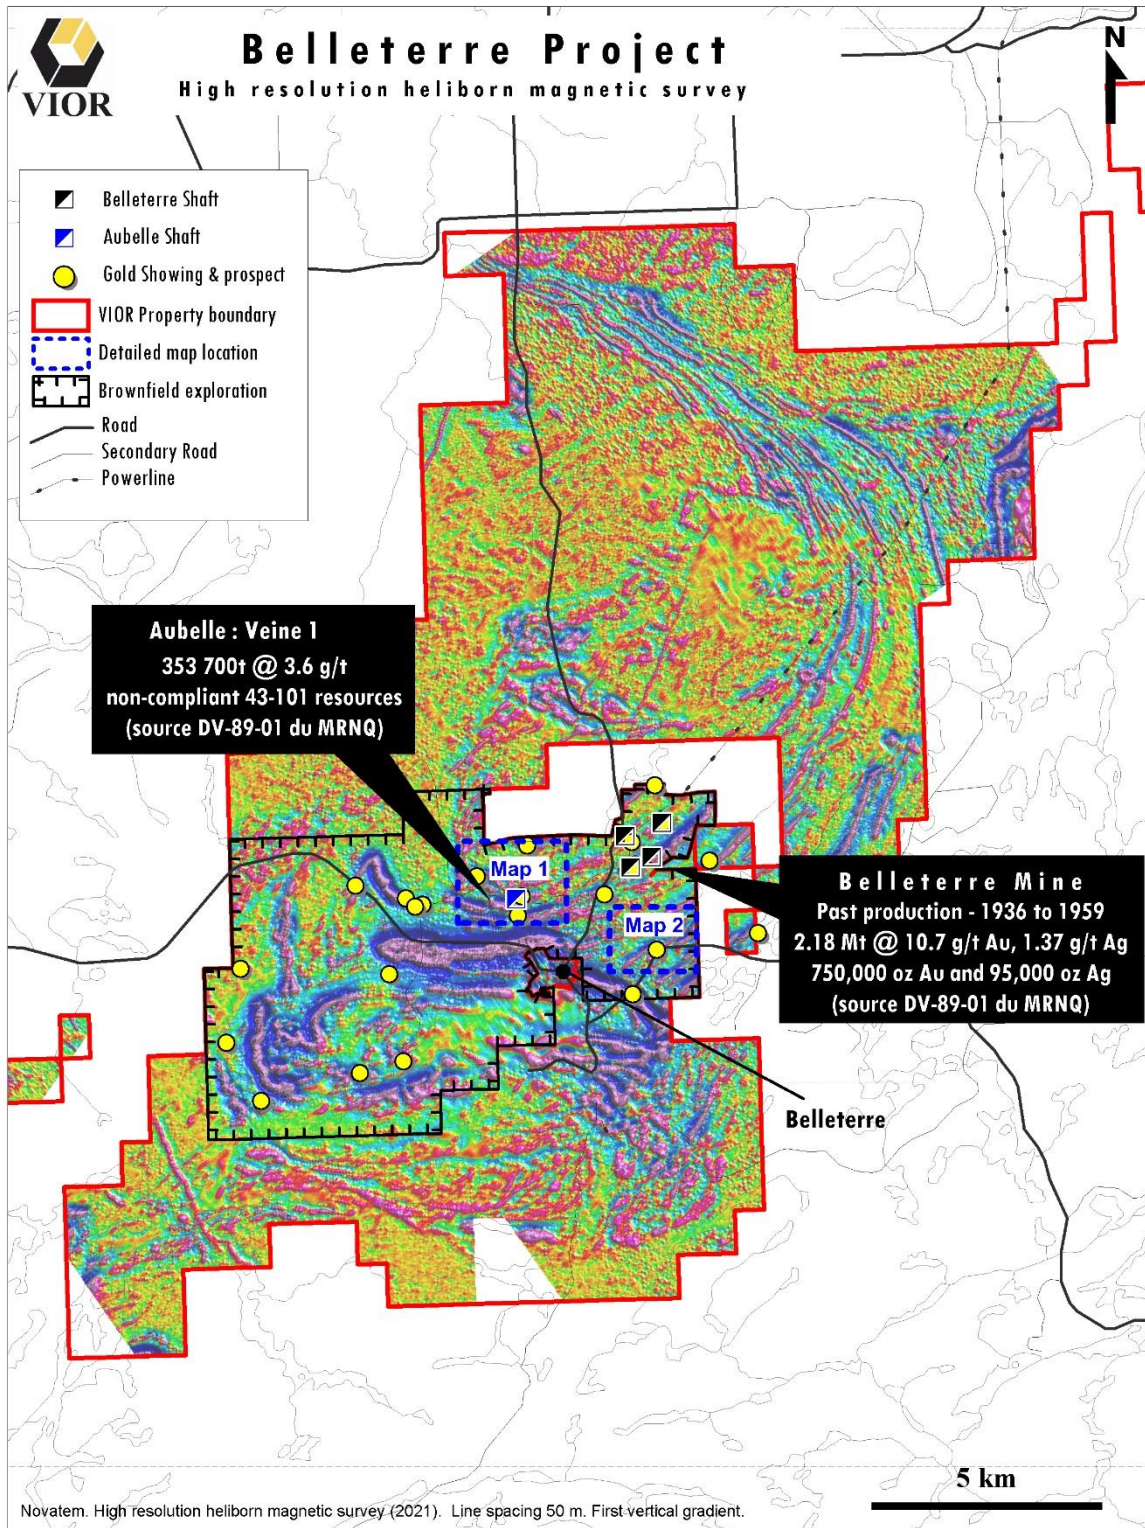 VIOR
Belleterre Project
High resolution heliborn magnetic survey
N
Belleterre Shaft
Aubelle Shaft
Gold Showing & prospect
VIOR Property boundary
Detailed map location
Brownfield exploration
Road
Secondary Road
Powerline
Aubelle : Veine 1
353 700t @ 3.6 g/t
non-compliant 43-101 resources
(source DV-89-01 du MRNQ)
Map 1
Map 2
Belleterre Mine
Past production - 1936 to 1959
2.18 Mt @ 10.7 g/t Au, 1.37 g/t Ag
750,000 oz Au and 95,000 oz Ag
(source DV-89-01 du MRNQ)
Belleterre
5 km
Novatem. High resolution heliborn magnetic survey (2021). Line spacing 50 m. First vertical gradient.